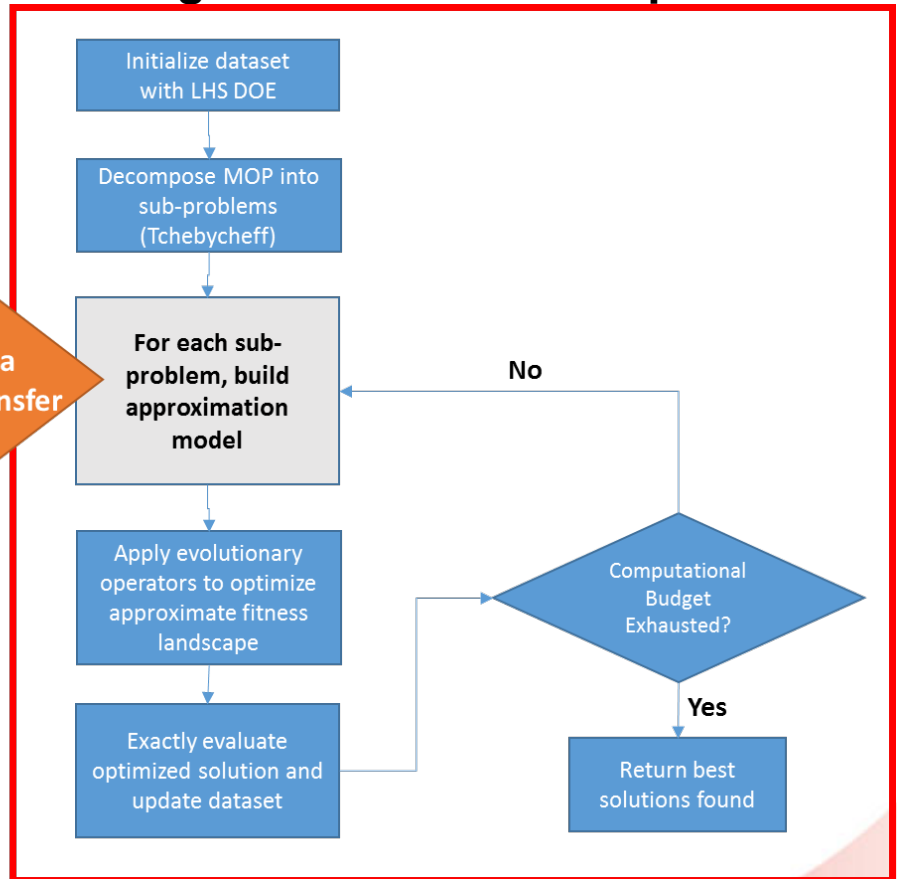 Initialize dataset
with LHS DOE
Decompose MOP into
sub-problems
(Tchebycheff)
For each sub-
problem, build
approximation
model
Apply evolutionary
operators to optimize
approximate fitness
landscape
Exactly evaluate
optimized solution and
update dataset
No
Computational
Budget
Exhausted?
Yes
Return best
solutions found